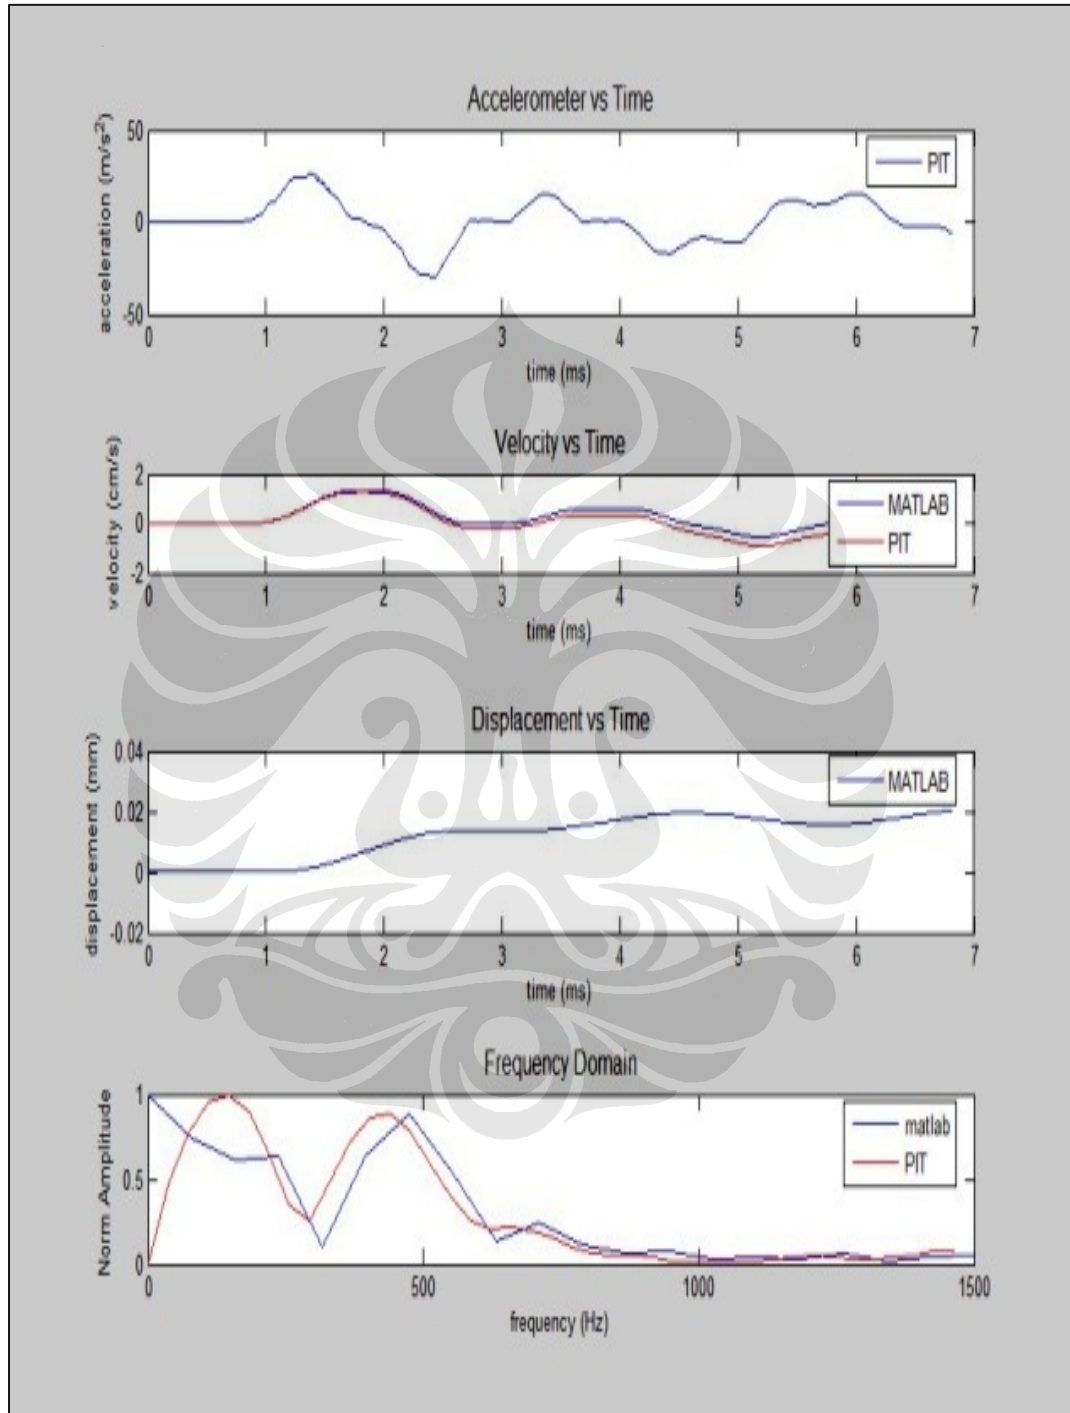 Accelerometer vs Time
acceleration (m/s²)
50
0
-50
PIT
0 1 2 3 4 5 6 7
time (ms)
Velocity vs Time
velocity (cm/s)
2
0
-2
MATLAB
PIT
0 1 2 3 4 5 6 7
time (ms)
Displacement vs Time
displacement (mm)
0.04
0.02
0
-0.02
MATLAB
0 1 2 3 4 5 6 7
time (ms)
Frequency Domain
Norm Amplitude
1
0.5
0
matlab
PIT
0 500 1000 1500
frequency (Hz)